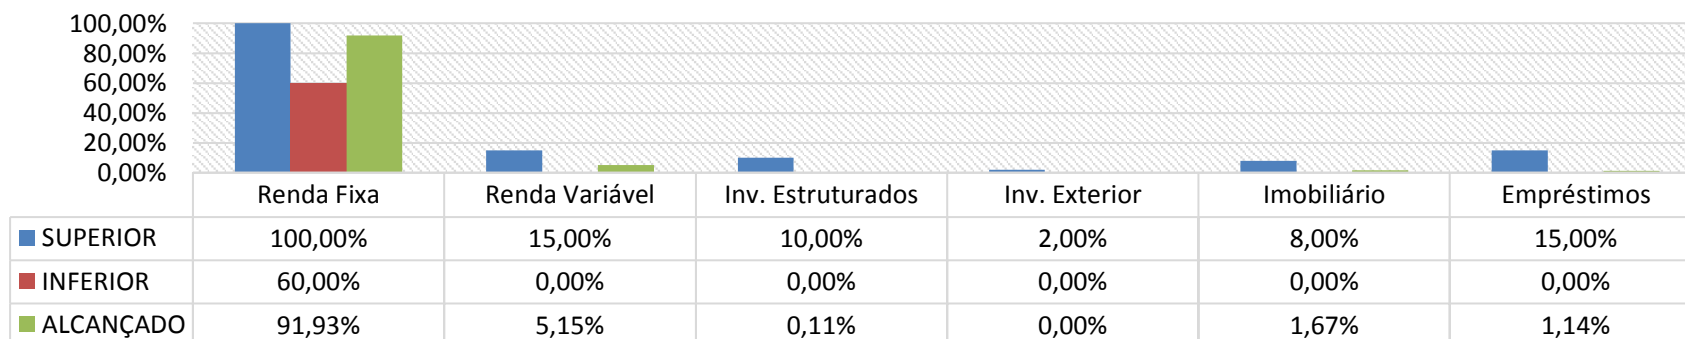 100,00%
80,00%
60,00%
40,00%
20,00%
0,00%
Renda Fixa Renda Variável Inv. Estruturados Inv. Exterior Imobiliário Empréstimos
SUPERIOR 100,00% 15,00% 10,00% 2,00% 8,00% 15,00%
INFERIOR 60,00% 0,00% 0,00% 0,00% 0,00% 0,00%
ALCANÇADO 91,93% 5,15% 0,11% 0,00% 1,67% 1,14%